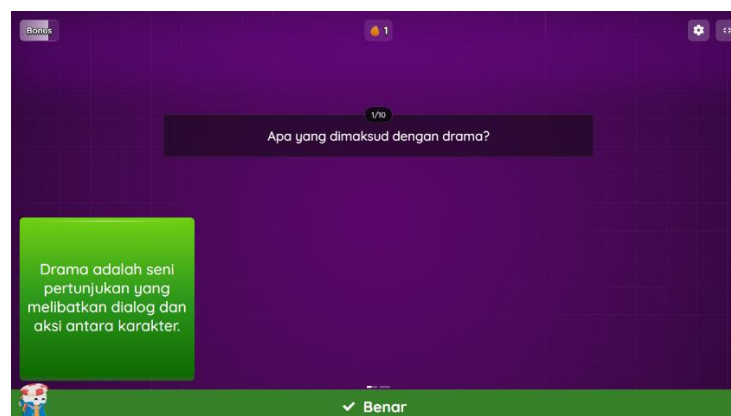 Bonus
1
1/10
Apa yang dimaksud dengan drama?
Drama adalah seni
pertunjukan yang
melibatkan dialog dan
aksi antara karakter.
Benar